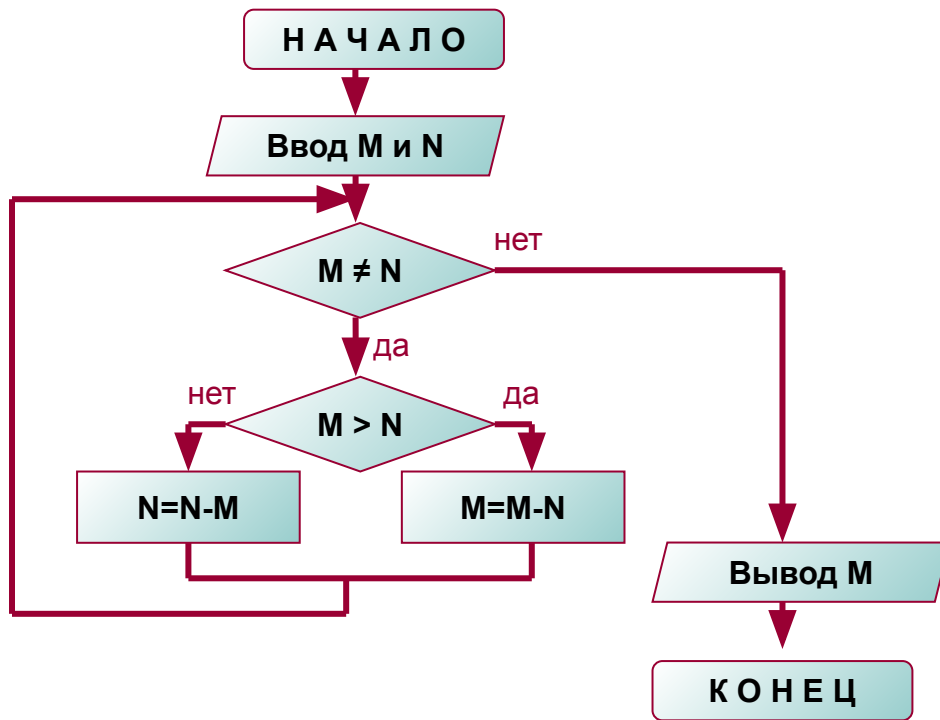 Н А Ч А Л О
Ввод M и N
нет
M ≠ N
да
нет
да
M > N
N=N-M
M=M-N
Вывод M
К О Н Е Ц